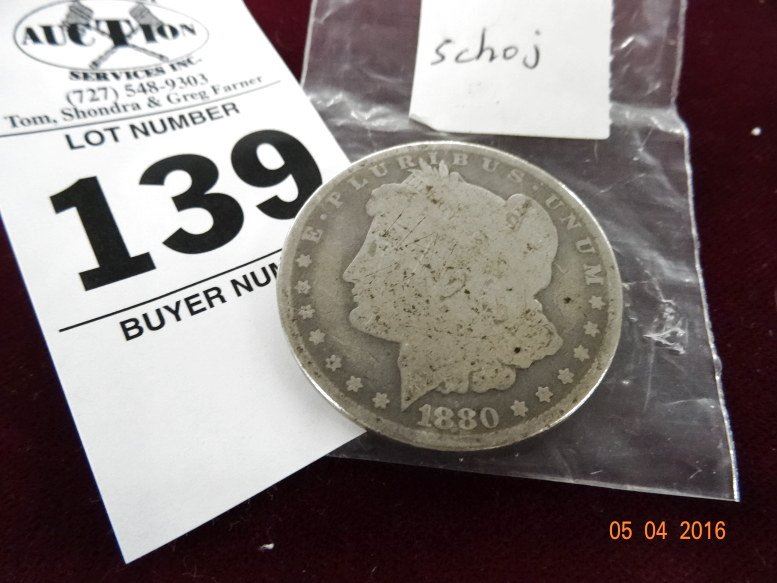 AUCTION
SERVICES INC.
(727) 548-9303
Tom, Shondra & Greg Farner
LOT NUMBER
139
BUYER NUM
schoj
E·PLURIBUS·UNUM
1880
05 04 2016